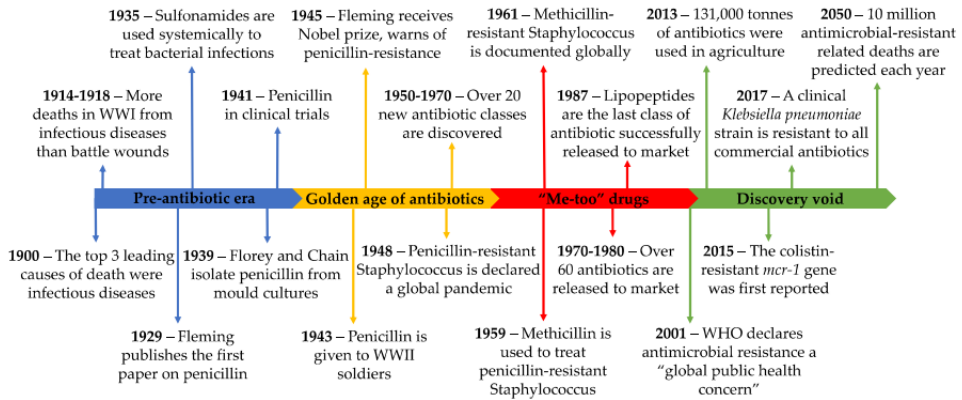 1935 – Sulfonamides are
used systemically to
treat bacterial infections
1945 – Fleming receives
Nobel prize, warns of
penicillin-resistance
1961 – Methicillin-
resistant Staphylococcus
is documented globally
2013 – 131,000 tonnes
of antibiotics were
used in agriculture
2050 – 10 million
antimicrobial-resistant
related deaths are
predicted each year
1914-1918 – More
deaths in WWI from
infectious diseases
than battle wounds
1941 – Penicillin
in clinical trials
1950-1970 – Over 20
new antibiotic classes
are discovered
1987 – Lipopeptides
are the last class of
antibiotic successfully
released to market
2017 – A clinical
Klebsiella pneumoniae
strain is resistant to all
commercial antibiotics
Pre-antibiotic era
Golden age of antibiotics
“Me-too” drugs
Discovery void
1900 – The top 3 leading
causes of death were
infectious diseases
1939 – Florey and Chain
isolate penicillin from
mould cultures
1948 – Penicillin-resistant
Staphylococcus is declared
a global pandemic
1970-1980 – Over
60 antibiotics are
released to market
2015 – The colistin-
resistant mcr-1 gene
was first reported
1929 – Fleming
publishes the first
paper on penicillin
1943 – Penicillin is
given to WWII
soldiers
1959 – Methicillin is
used to treat
penicillin-resistant
Staphylococcus
2001 – WHO declares
antimicrobial resistance a
“global public health
concern”